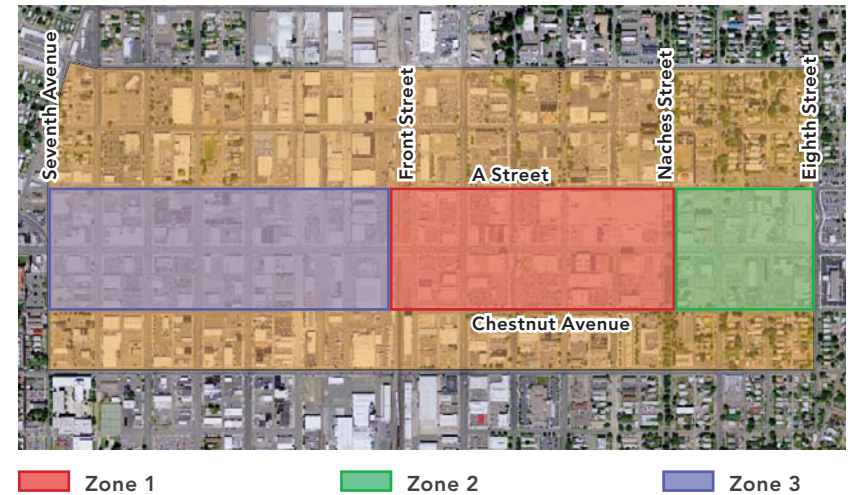 Seventh Avenue
Front Street
Naches Street
Eighth Street
A Street
Chestnut Avenue
Zone 1
Zone 2
Zone 3